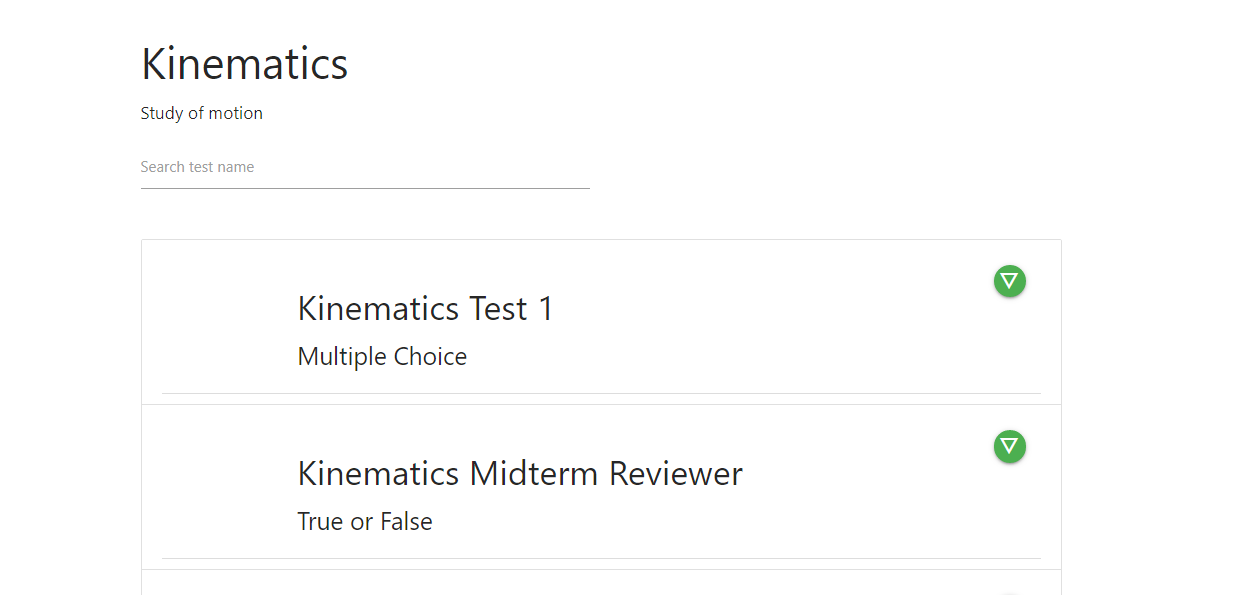 Kinematics
Study of motion
Search test name
Kinematics Test 1
Multiple Choice
Kinematics Midterm Reviewer
True or False